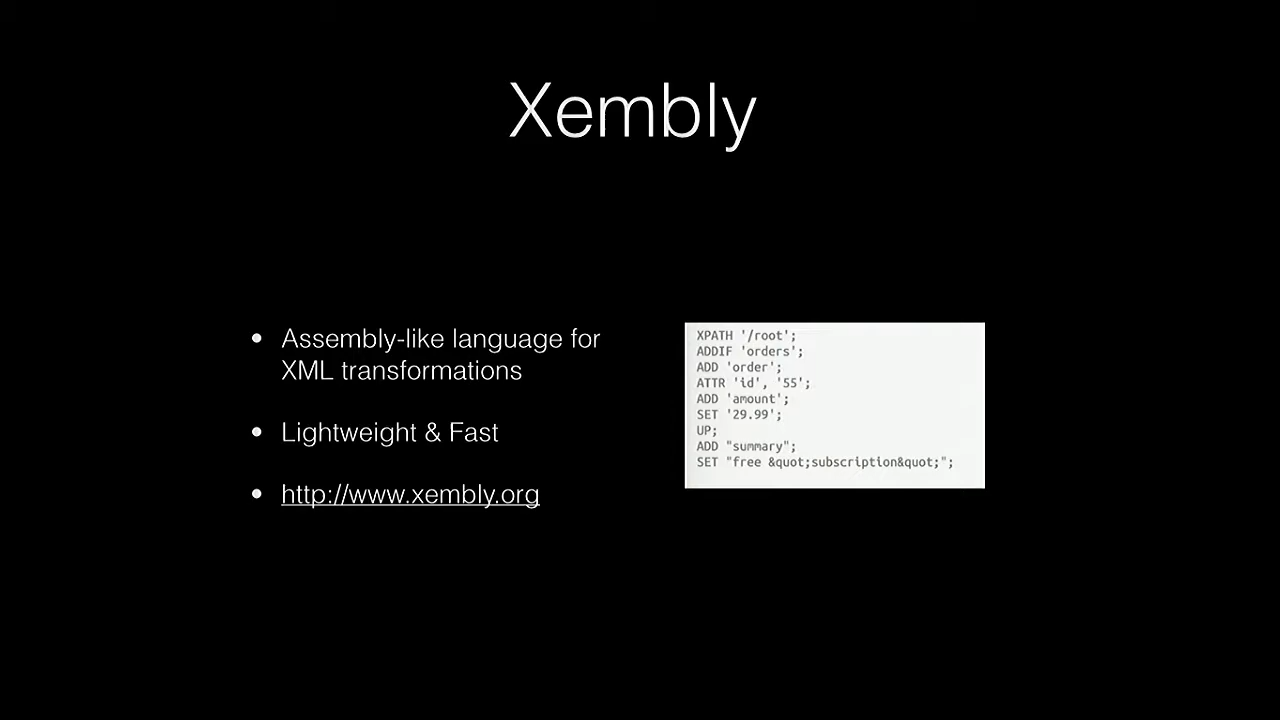 Xembly
• Assembly-like language for
XML transformations
• Lightweight & Fast
• http://www.xembly.org
XPATH '/root';
ADDIF 'orders';
ADD 'order';
ATTR 'id', '55';
ADD 'amount';
SET '29.99';
UP;
ADD "summary";
SET "free &quot;subscription&quot;";